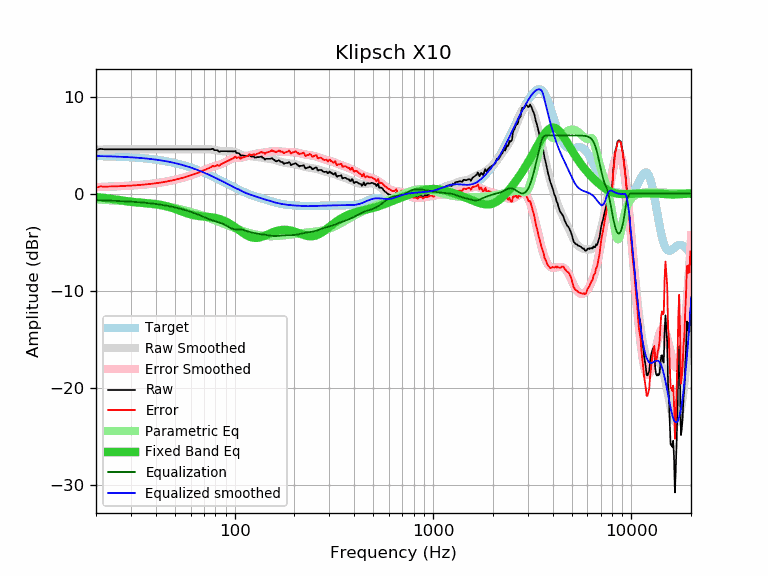 Klipsch X10
10
0
−10
−20
−30
Amplitude (dBr)
Target
Raw Smoothed
Error Smoothed
Raw
Error
Parametric Eq
Fixed Band Eq
Equalization
Equalized smoothed
100
1000
10000
Frequency (Hz)